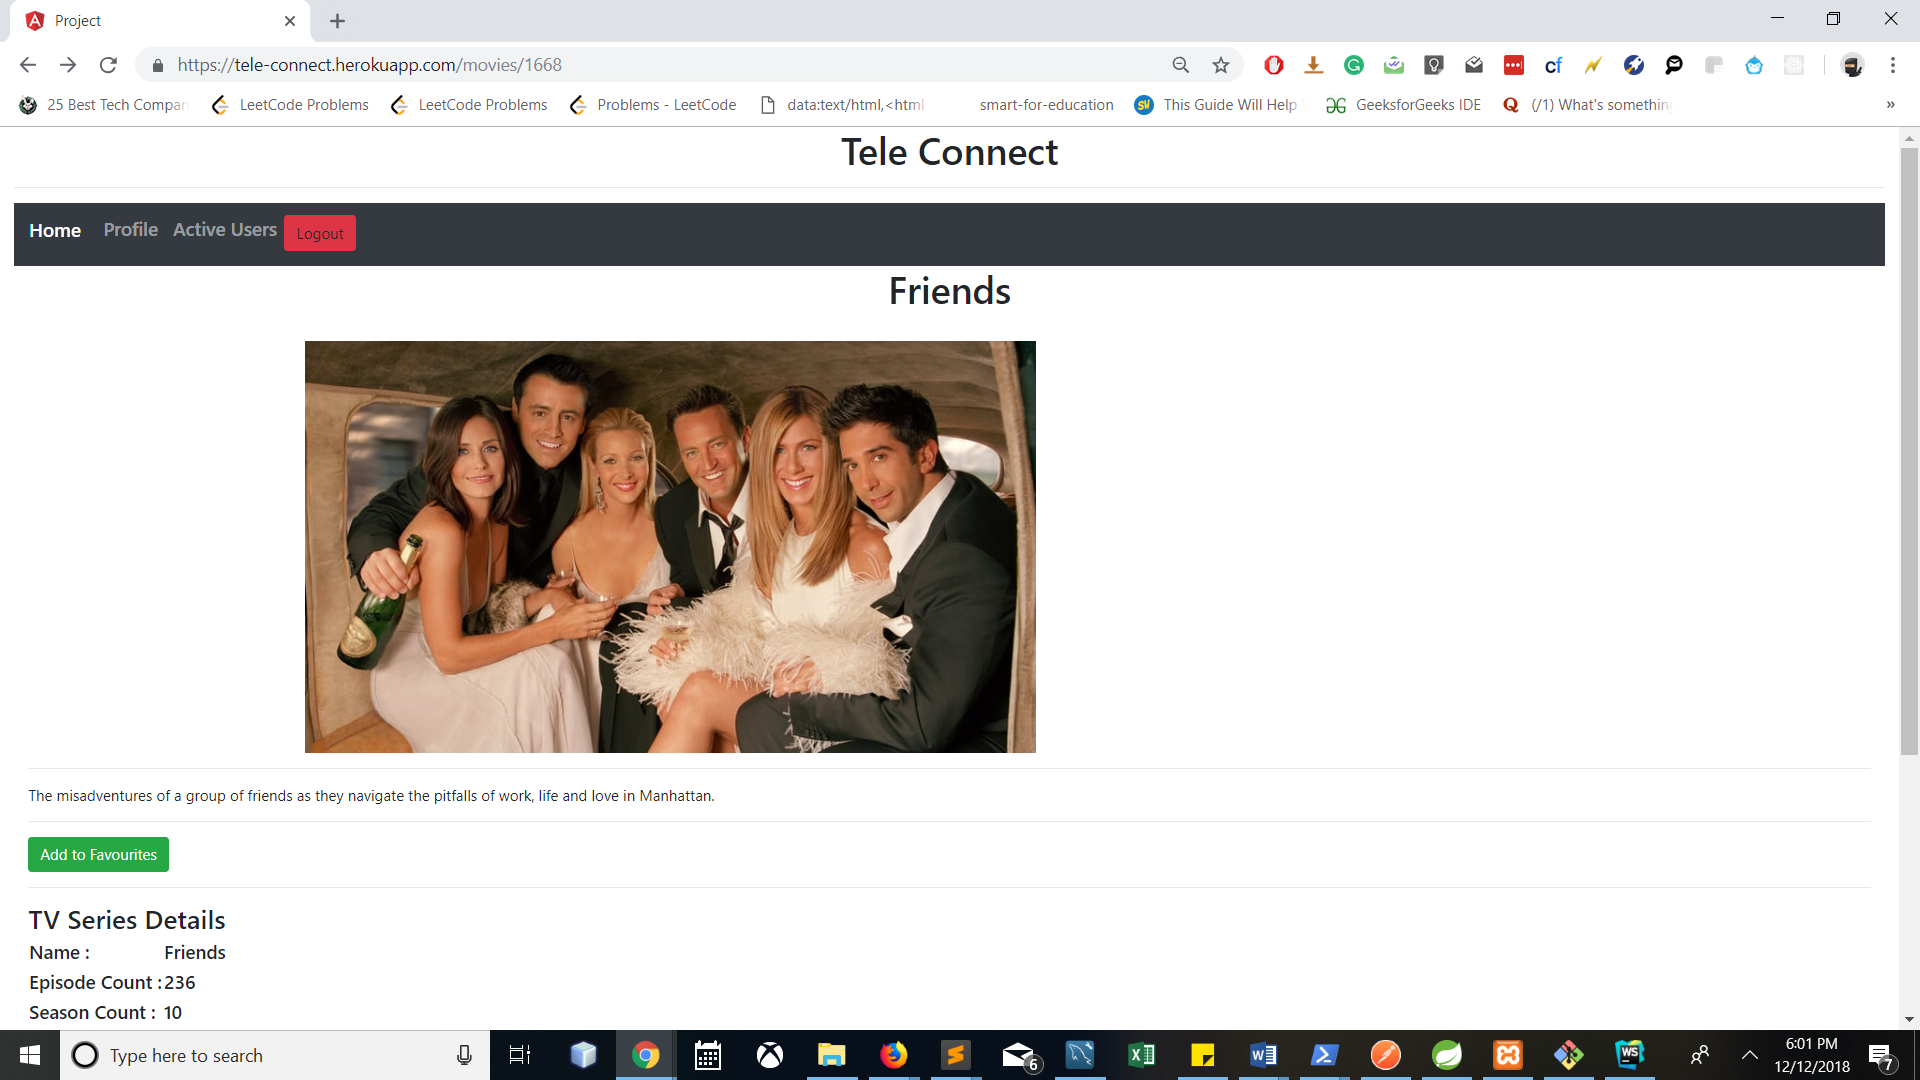 Project
https://tele-connect.herokuapp.com/movies/1668
25 Best Tech Compar
LeetCode Problems
LeetCode Problems
Problems - LeetCode
data:text/html,<html
smart-for-education
This Guide Will Help
GeeksforGeeks IDE
(/1) What's somethin
»
Tele Connect
Home
Profile
Active Users
Logout
Friends
The misadventures of a group of friends as they navigate the pitfalls of work, life and love in Manhattan.
Add to Favourites
TV Series Details
Name : Friends
Episode Count : 236
Season Count : 10
Type here to search
6
WS
6:01 PM
12/12/2018
7